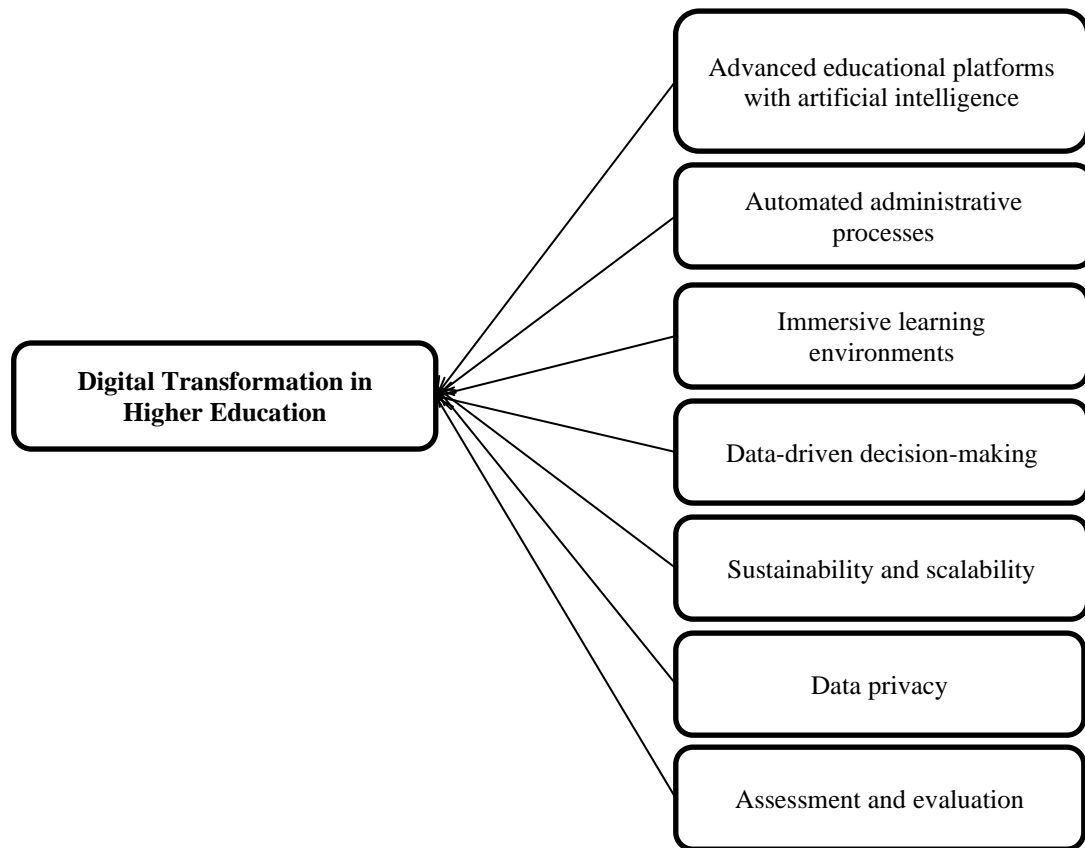 Advanced educational platforms
with artificial intelligence
Automated administrative
processes
Immersive learning
environments
Digital Transformation in
Higher Education
Data-driven decision-making
Sustainability and scalability
Data privacy
Assessment and evaluation